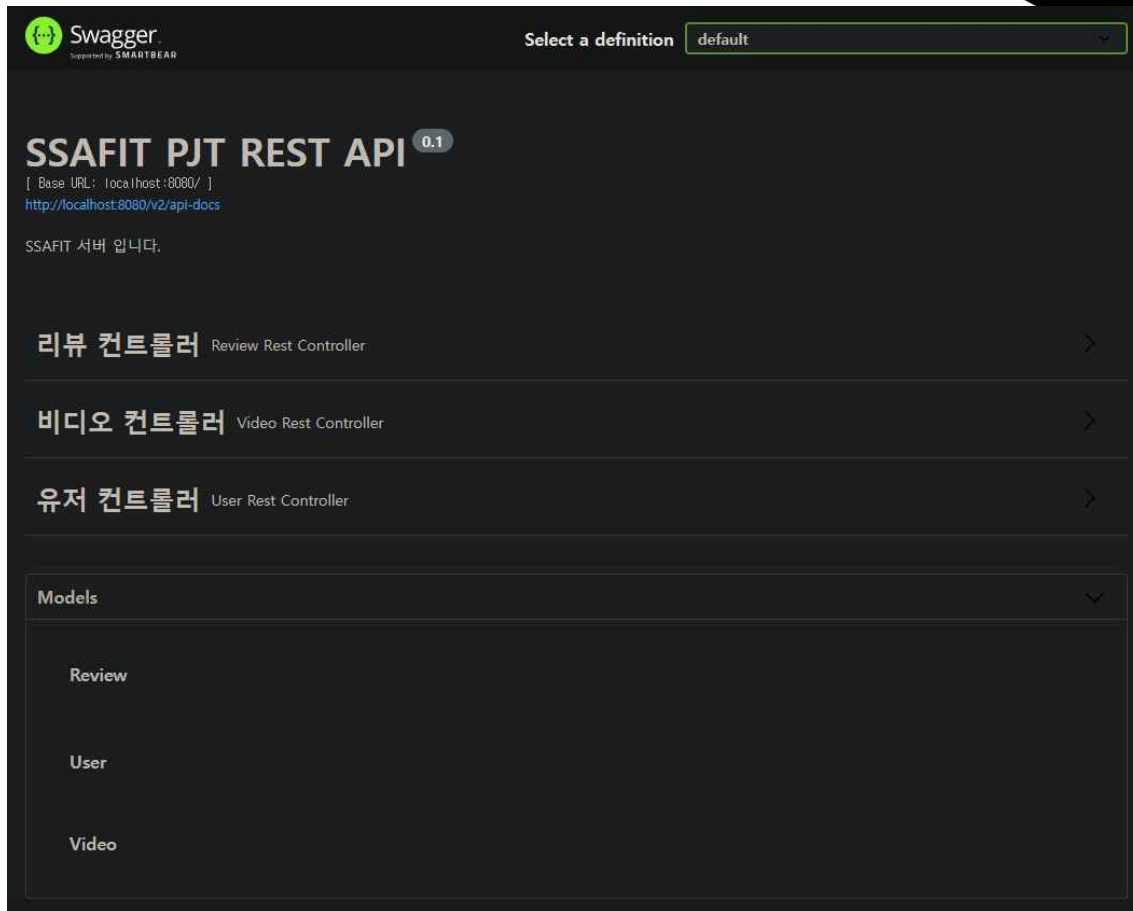 {···} Swagger.
Supported by SMARTBEAR
Select a definition default
SSAFIT PJT REST API 0.1
[ Base URL: localhost:8080/ ]
http://localhost:8080/v2/api-docs
SSAFIT 서버 입니다.
리뷰 컨트롤러 Review Rest Controller
비디오 컨트롤러 Video Rest Controller
유저 컨트롤러 User Rest Controller
Models
Review
User
Video